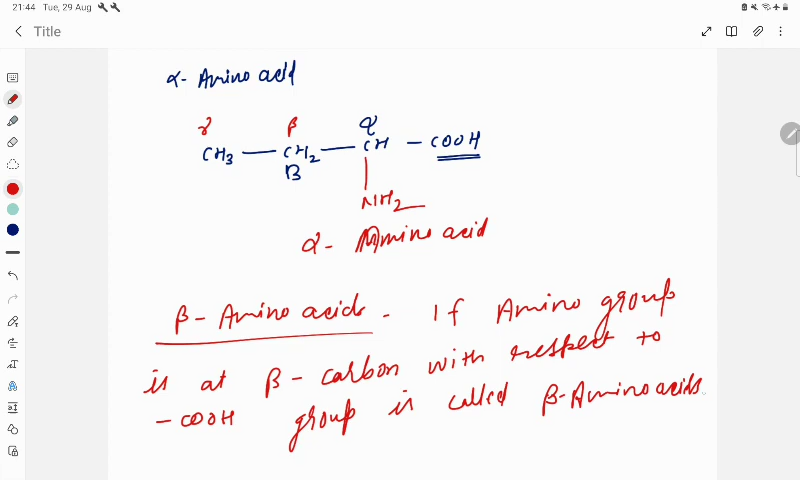 21:44 Tue, 29 Aug
Title
α- Amino acid
γ β α
CH3 — CH2 — CH — COOH
B
NH2
α- Amino acid
β- Amino acids - If Amino group
is at β- carbon with respect to
- COOH group is called β-Amino acids